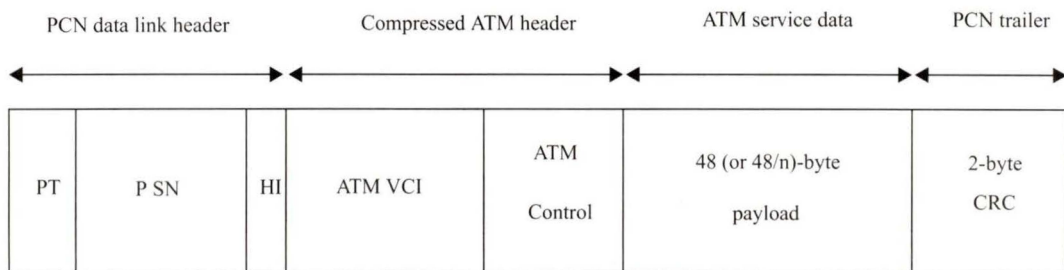 PCN data link header
Compressed ATM header
ATM service data
PCN trailer
PT
P SN
HI
ATM VCI
ATM
Control
48 (or 48/n)-byte
payload
2-byte
CRC